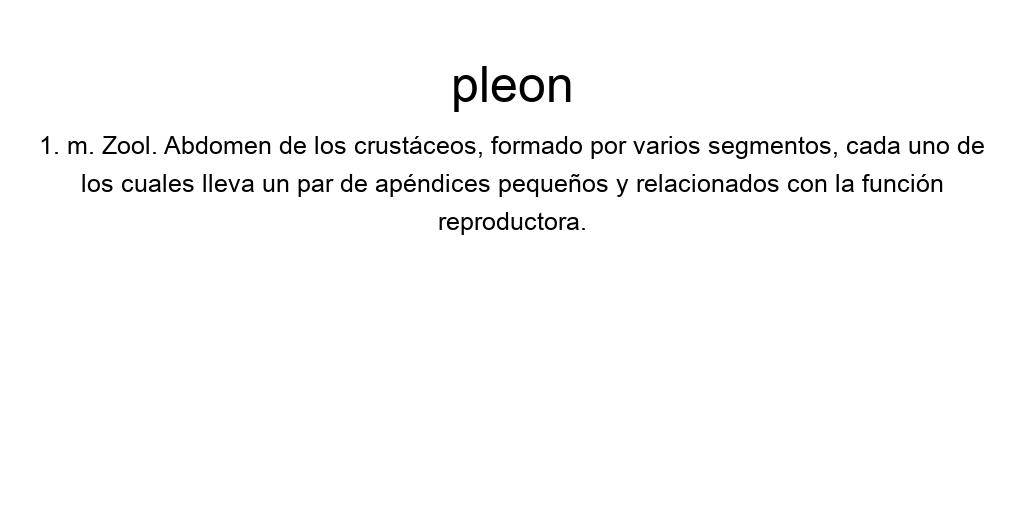 pleon
1. m. Zool. Abdomen de los crustáceos, formado por varios segmentos, cada uno de
los cuales lleva un par de apéndices pequeños y relacionados con la función
reproductora.